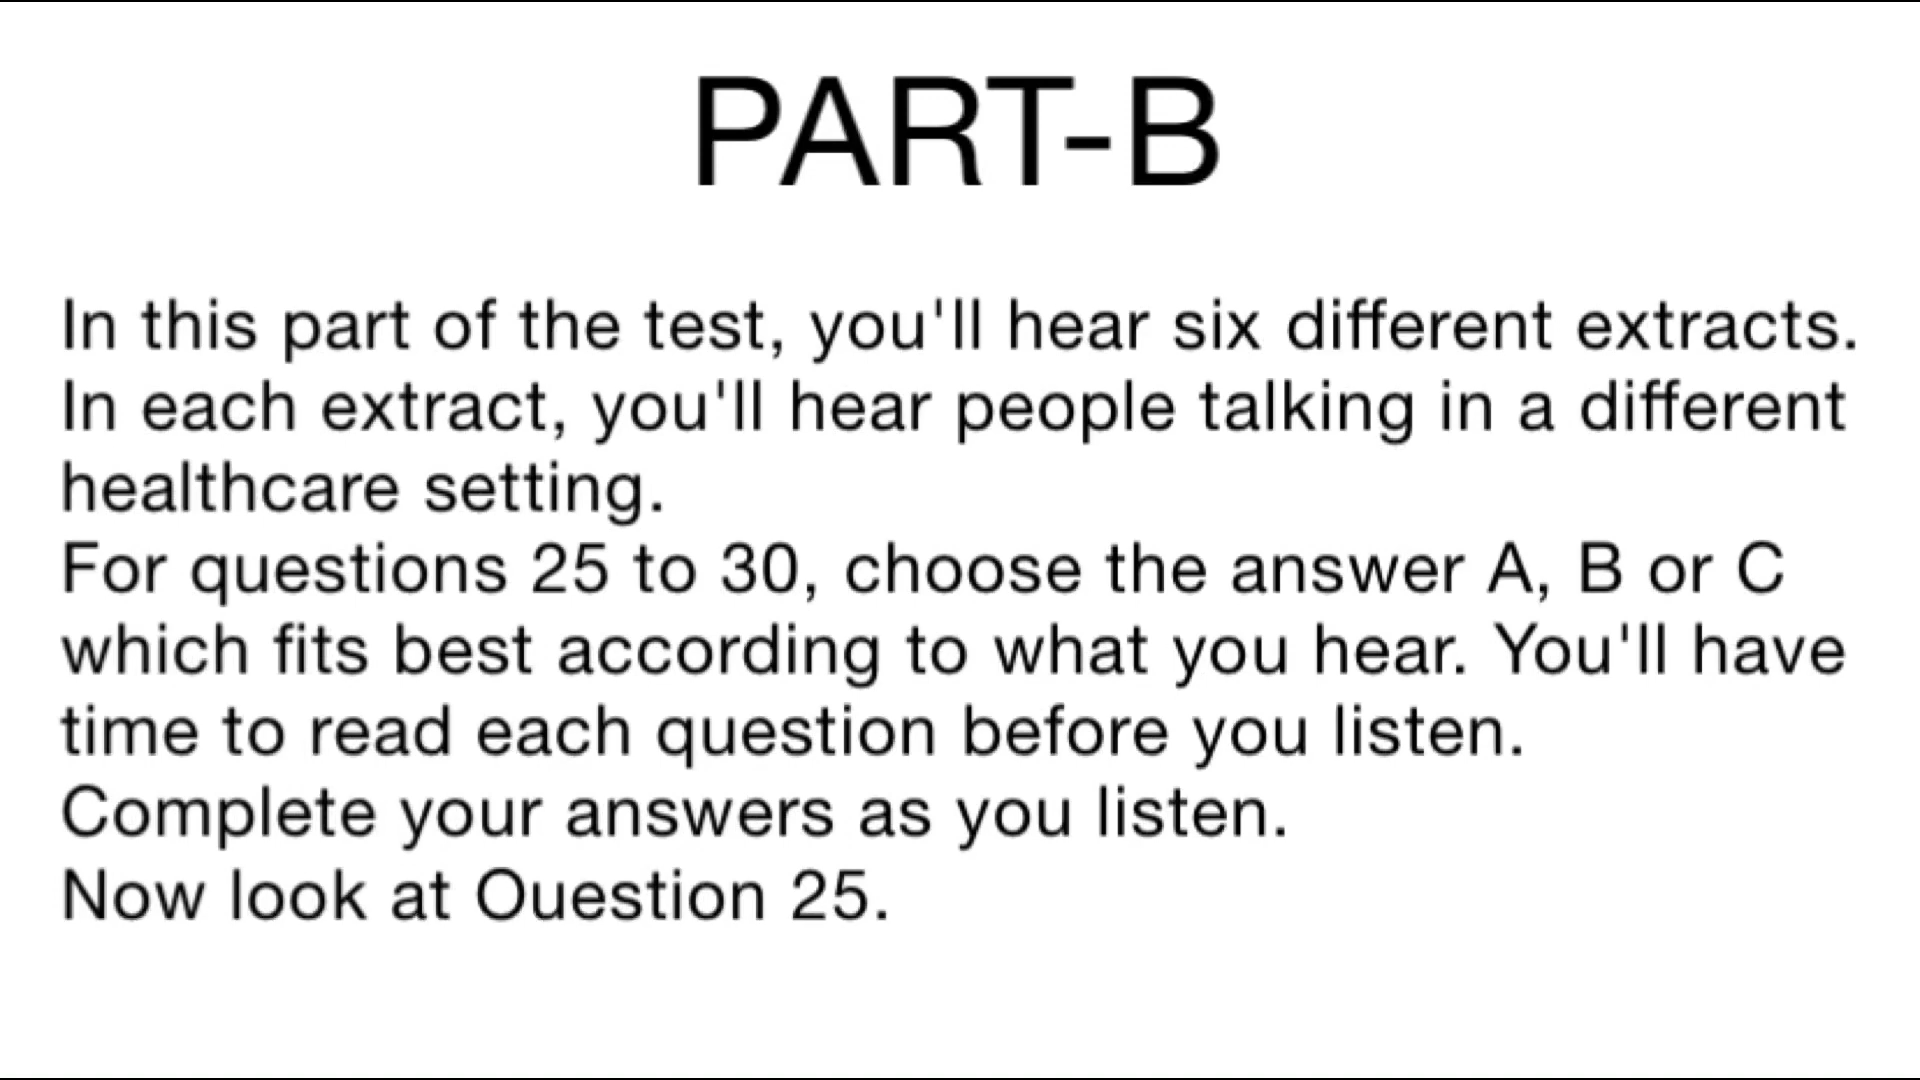 PART-B
In this part of the test, you'll hear six different extracts.
In each extract, you'll hear people talking in a different
healthcare setting.
For questions 25 to 30, choose the answer A, B or C
which fits best according to what you hear. You'll have
time to read each question before you listen.
Complete your answers as you listen.
Now look at Ouestion 25.